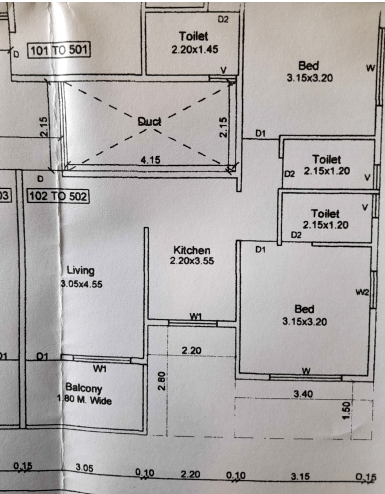 D2
Toilet
2.20x1.45
D
101 TO 501
V
Bed
3.15x3.20
W
2.15
Duct
2.15
4.15
D1
Toilet
2.15x1.20
D2
V
D
102 TO 502
03
Toilet
2.15x1.20
V
D2
D1
Kitchen
2.20x3.55
Living
3.05x4.55
Bed
3.15x3.20
W2
W1
D1
D1
W1
2.20
2.80
Balcony
1.80 M. Wide
W
3.40
1.50
0.15
3.05
0.10
2.20
0.10
3.15
0.15